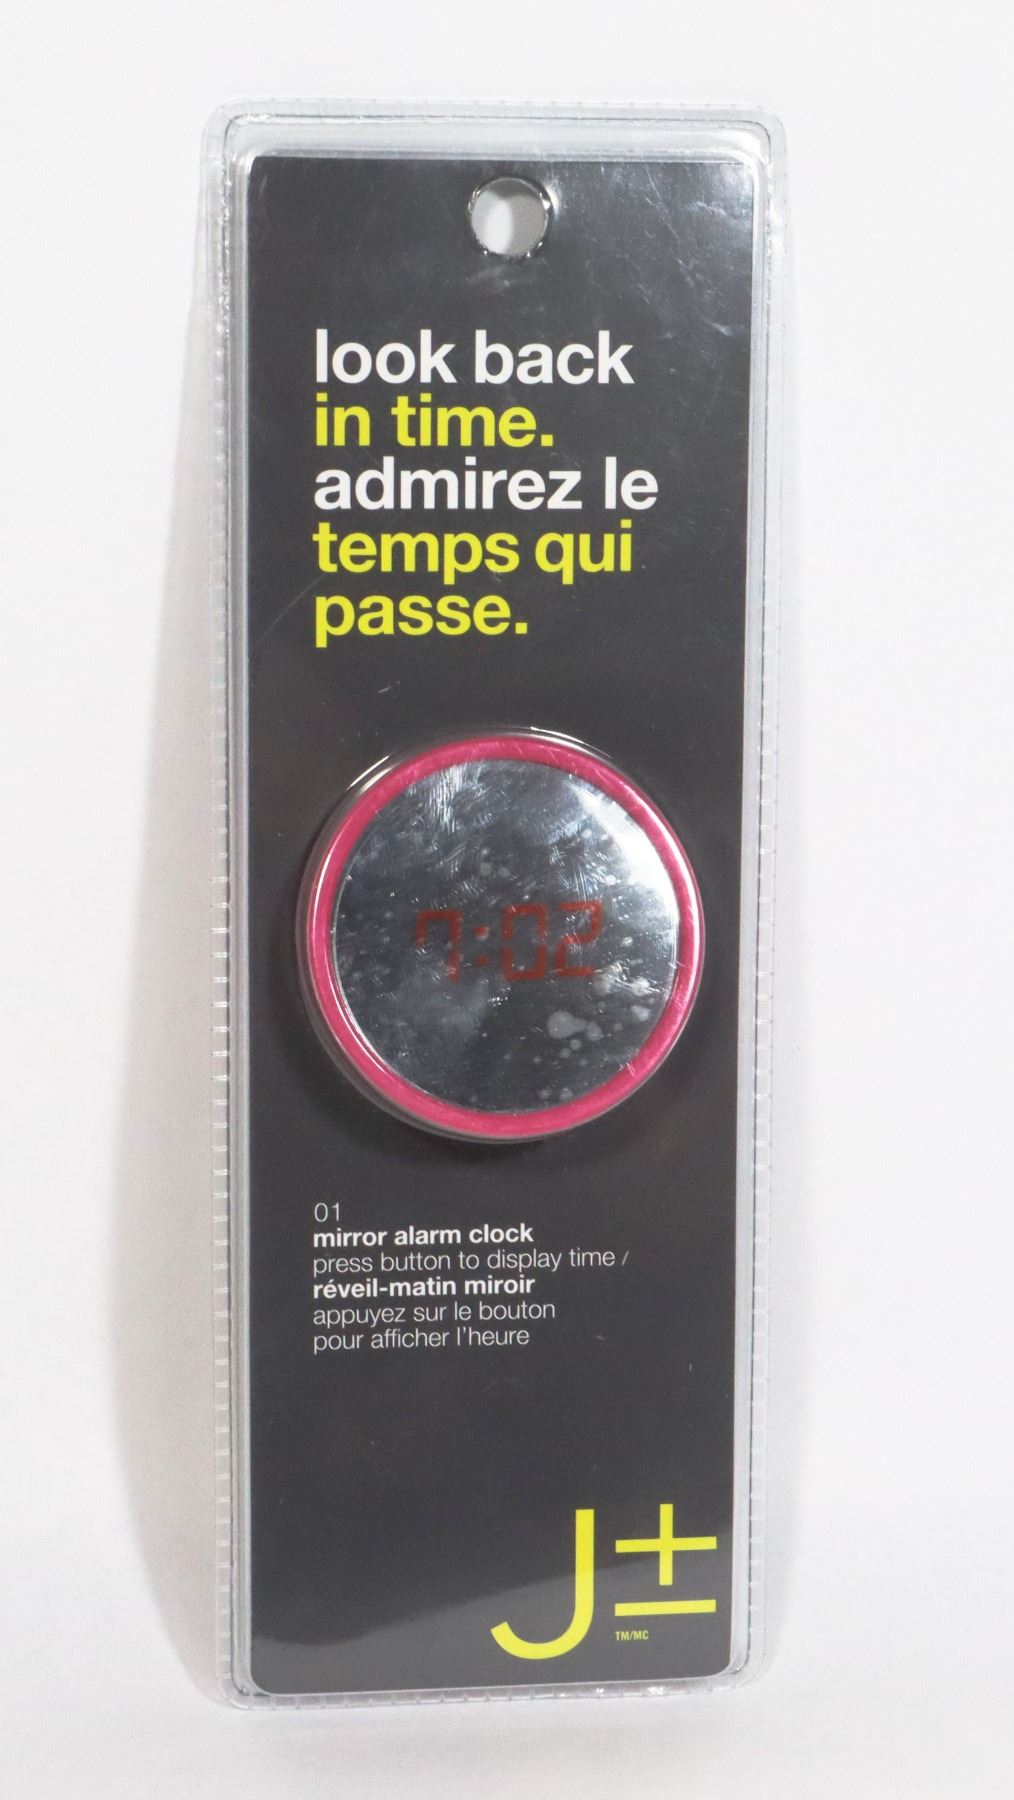 look back
in time.
admirez le
temps qui
passe.
7:02
01
mirror alarm clock
press button to display time /
réveil-matin miroir
appuyez sur le bouton
pour afficher l'heure
J±
TM/MC